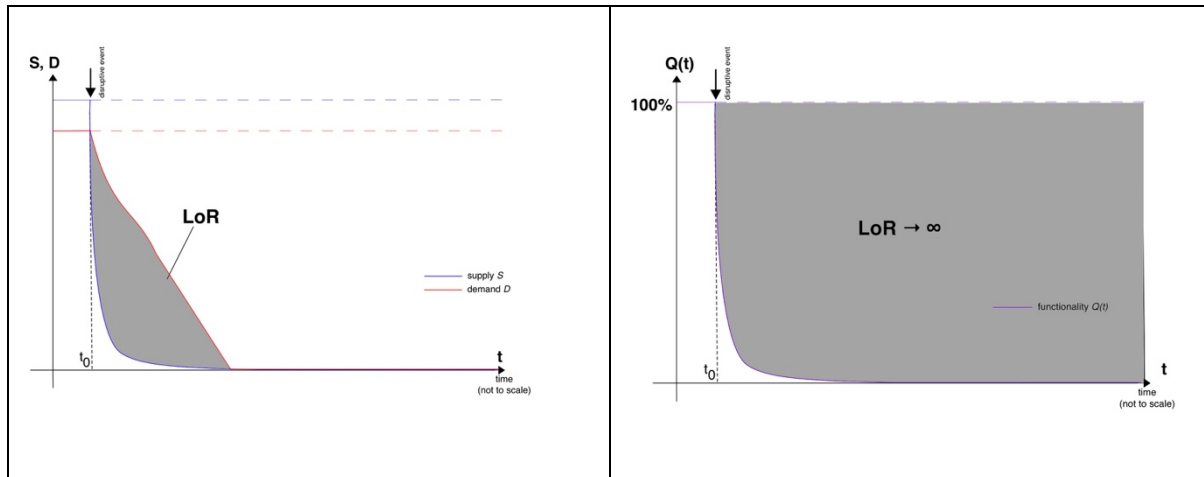 S, D
disruptive event
LoR
supply S
demand D
t0
t
time
(not to scale)
Q(t)
disruptive event
100%
LoR → ∞
functionality Q(t)
t0
t
time
(not to scale)